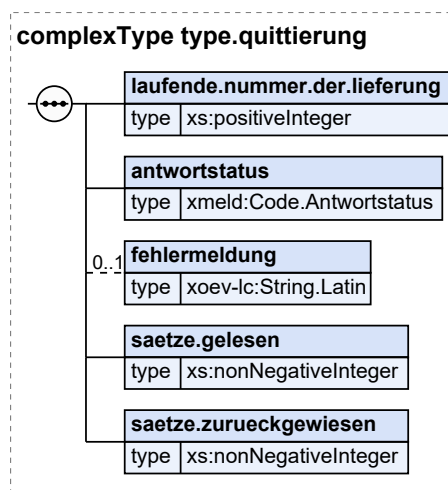 complexType type.quittierung
laufende.nummer.der.lieferung
type xs:positiveInteger
antwortstatus
type xmeld:Code.Antwortstatus
0..1
fehlermeldung
type xoev-lc:String.Latin
saetze.gelesen
type xs:nonNegativeInteger
saetze.zurueckgewiesen
type xs:nonNegativeInteger